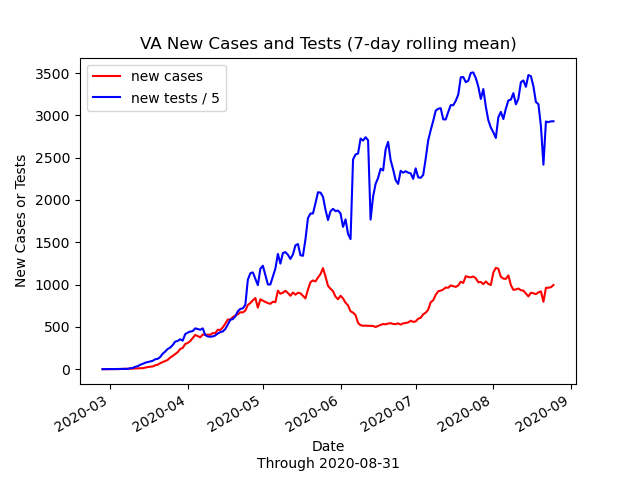 VA New Cases and Tests (7-day rolling mean)
new cases
new tests / 5
3500
3000
2500
2000
1500
1000
500
0
New Cases or Tests
2020-03
2020-04
2020-05
2020-06
2020-07
2020-08
2020-09
Date
Through 2020-08-31